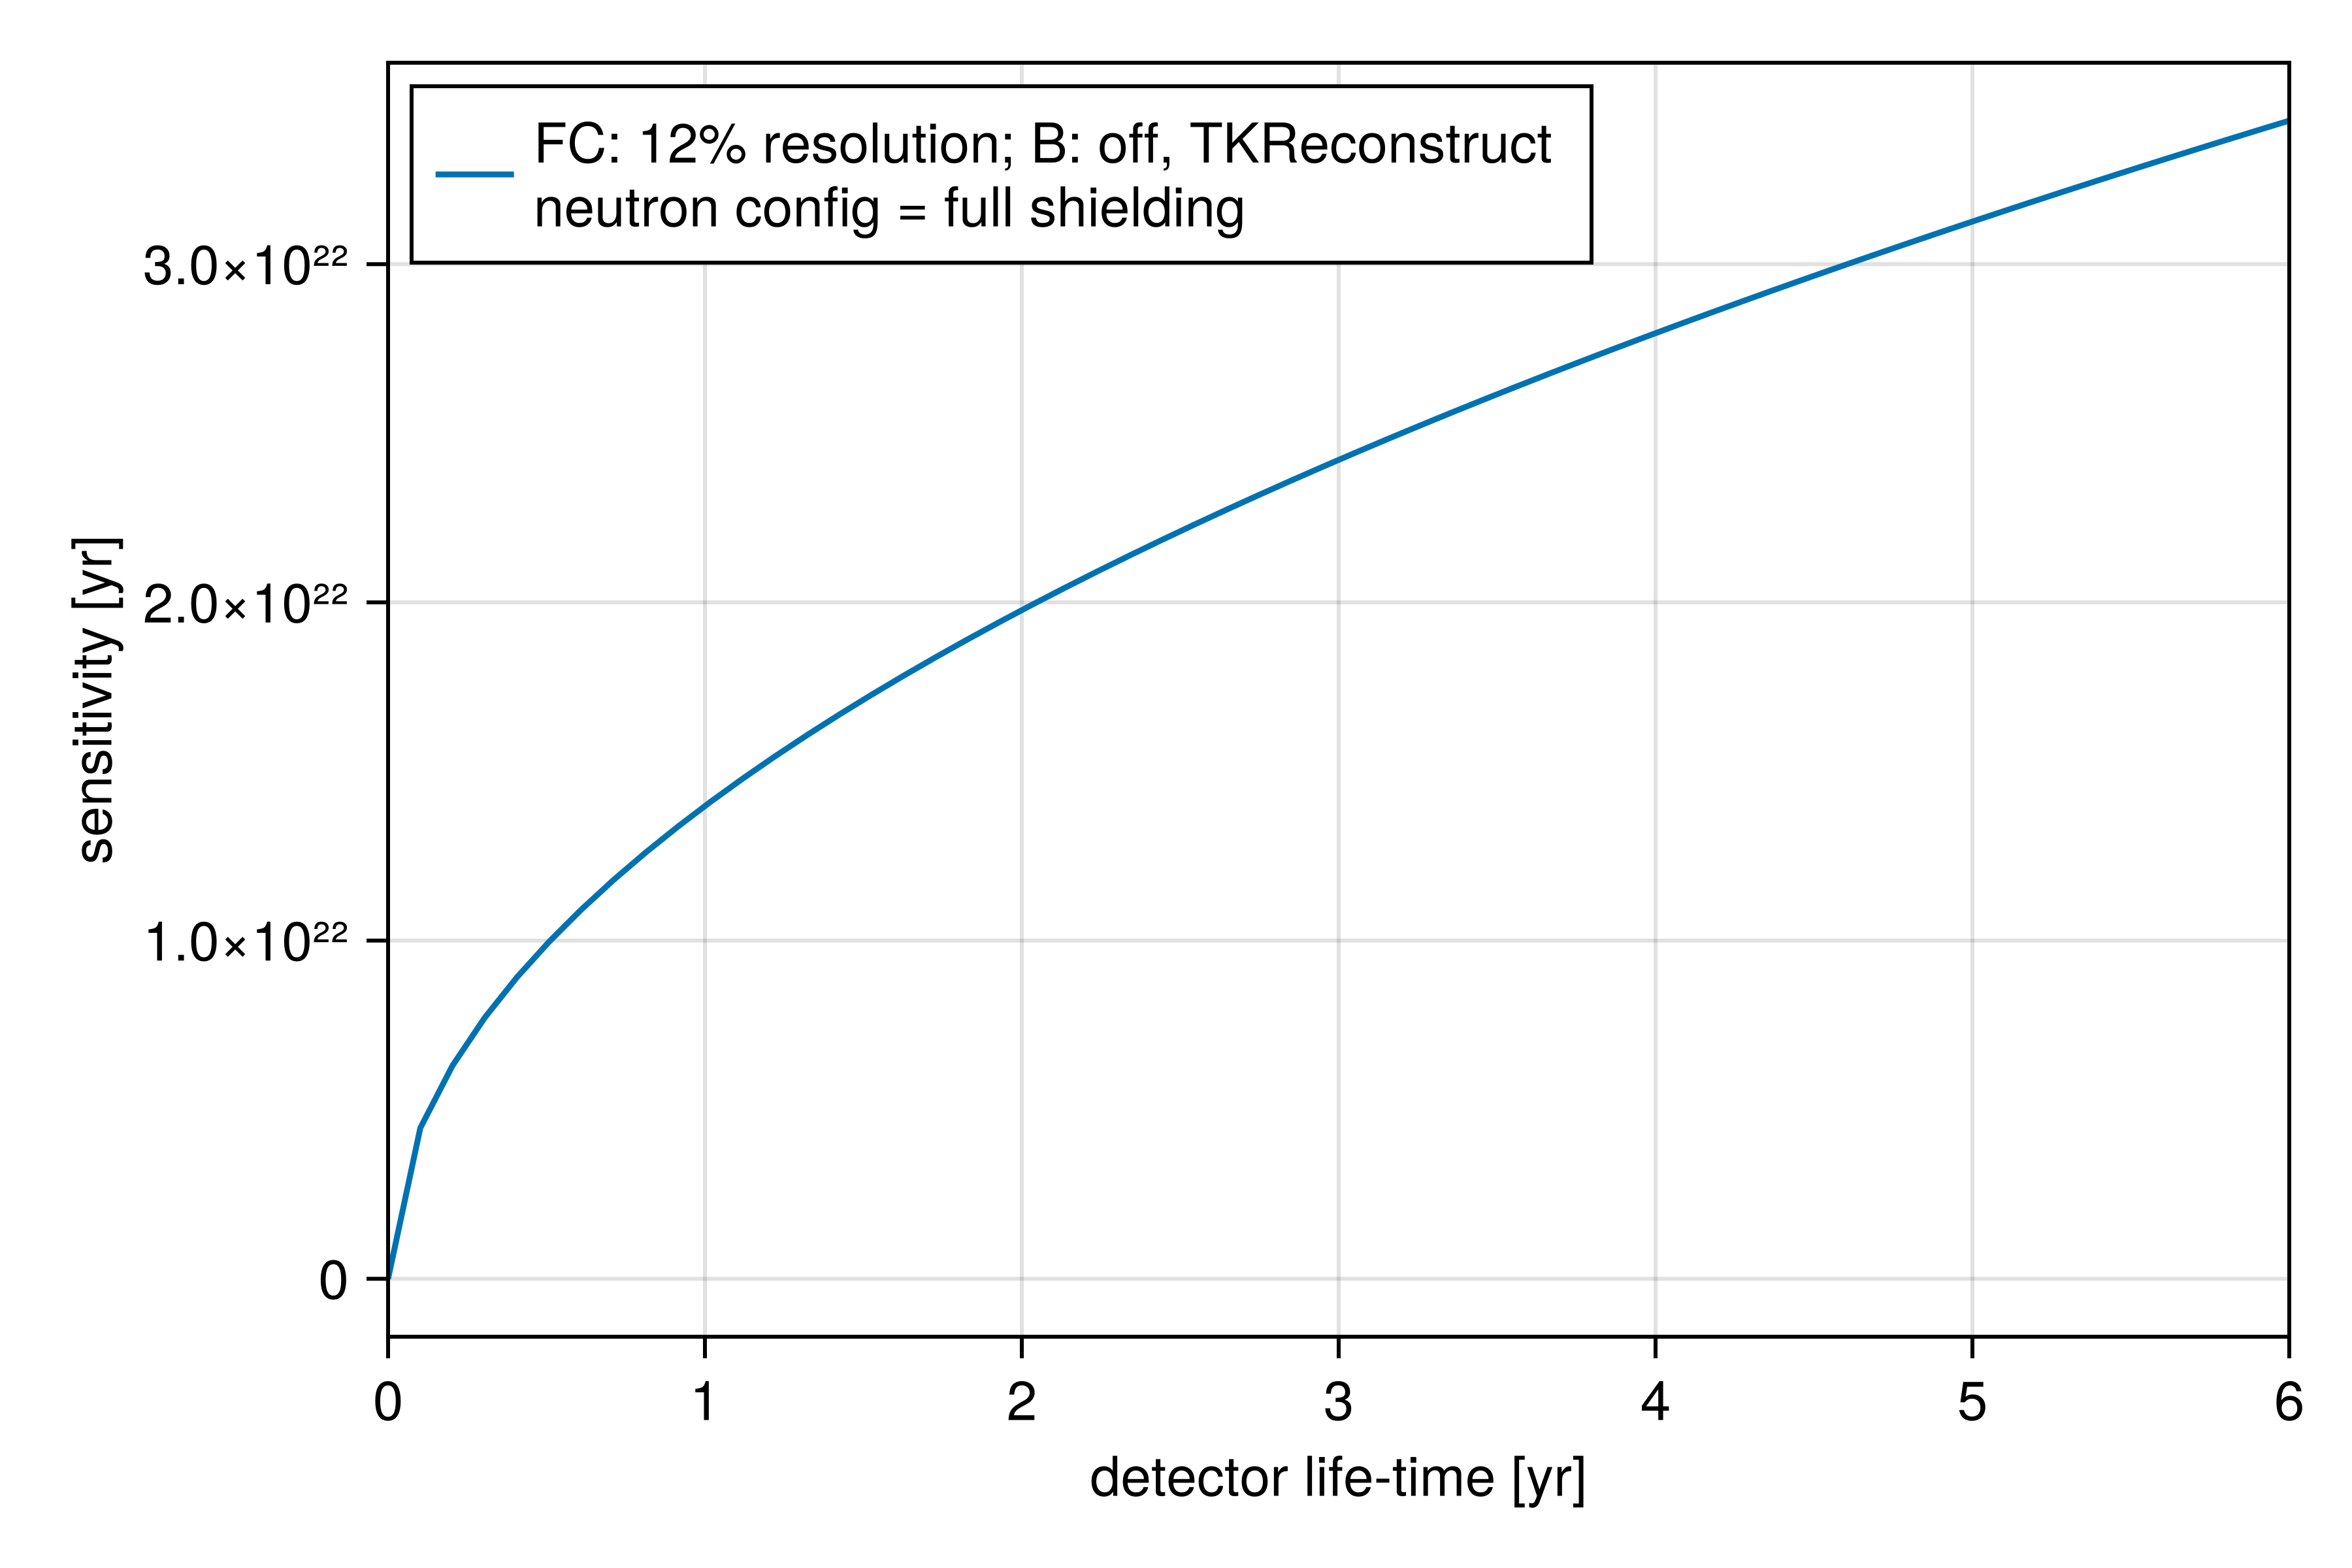 FC: 12% resolution; B: off, TKReconstruct
neutron config = full shielding
3.0×10²²
2.0×10²²
1.0×10²²
0
sensitivity [yr]
0 1 2 3 4 5 6
detector life-time [yr]